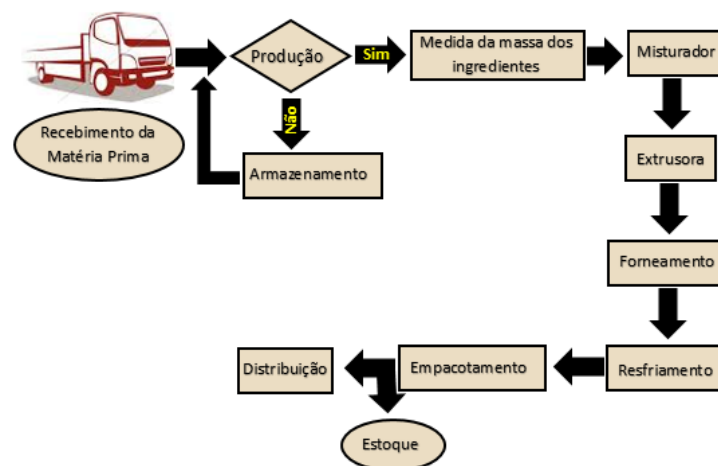 Produção
Sim
Medida da massa dos
ingredientes
Misturador
Recebimento da
Matéria Prima
Não
Armazenamento
Extrusora
Forneamento
Distribuição
Empacotamento
Resfriamento
Estoque